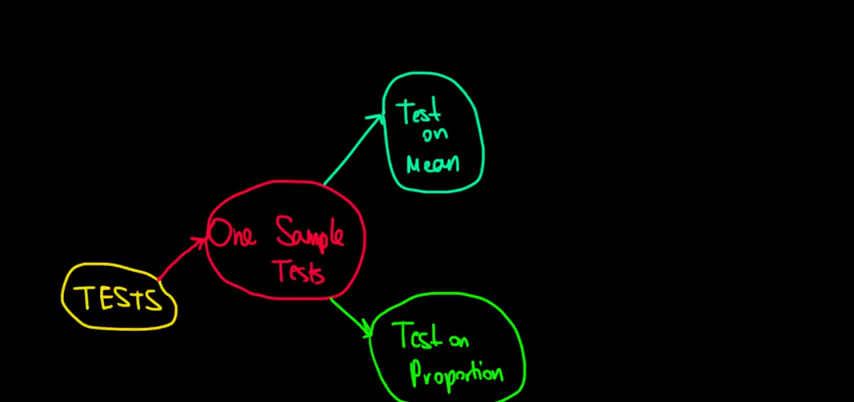 Test
on
Mean
One Sample
Tests
TESTS
Test on
Proportion